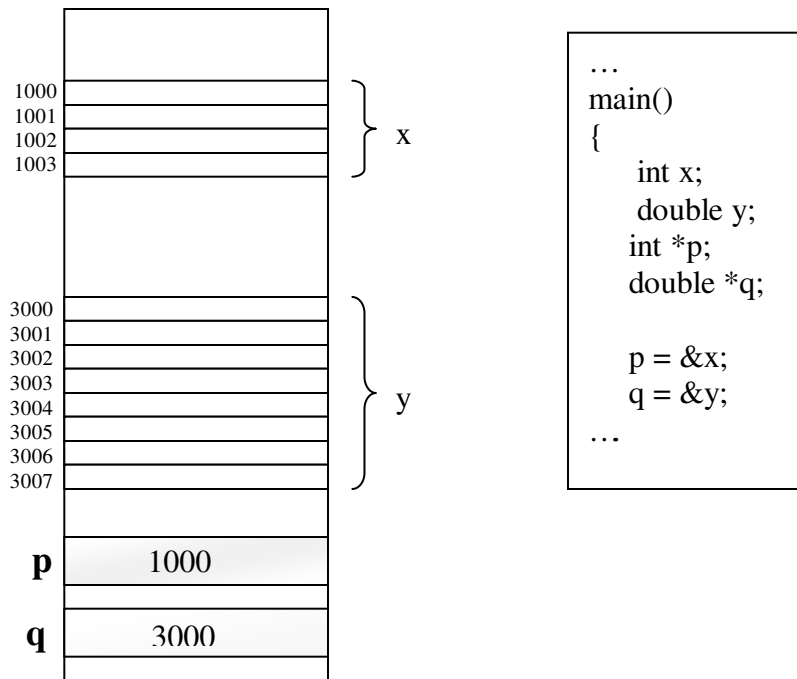 1000
1001
1002
1003
x
3000
3001
3002
3003
3004
3005
3006
3007
y
p 1000
q 3000
…
main()
{
int x;
double y;
int *p;
double *q;
p = &x;
q = &y;
…